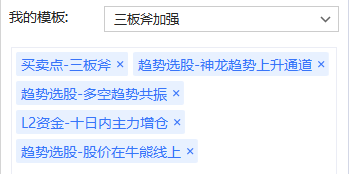 我的模板: 三板斧加强
买卖点-三板斧 × 趋势选股-神龙趋势上升通道 ×
趋势选股-多空趋势共振 ×
L2资金-十日内主力增仓 ×
趋势选股-股价在牛熊线上 ×